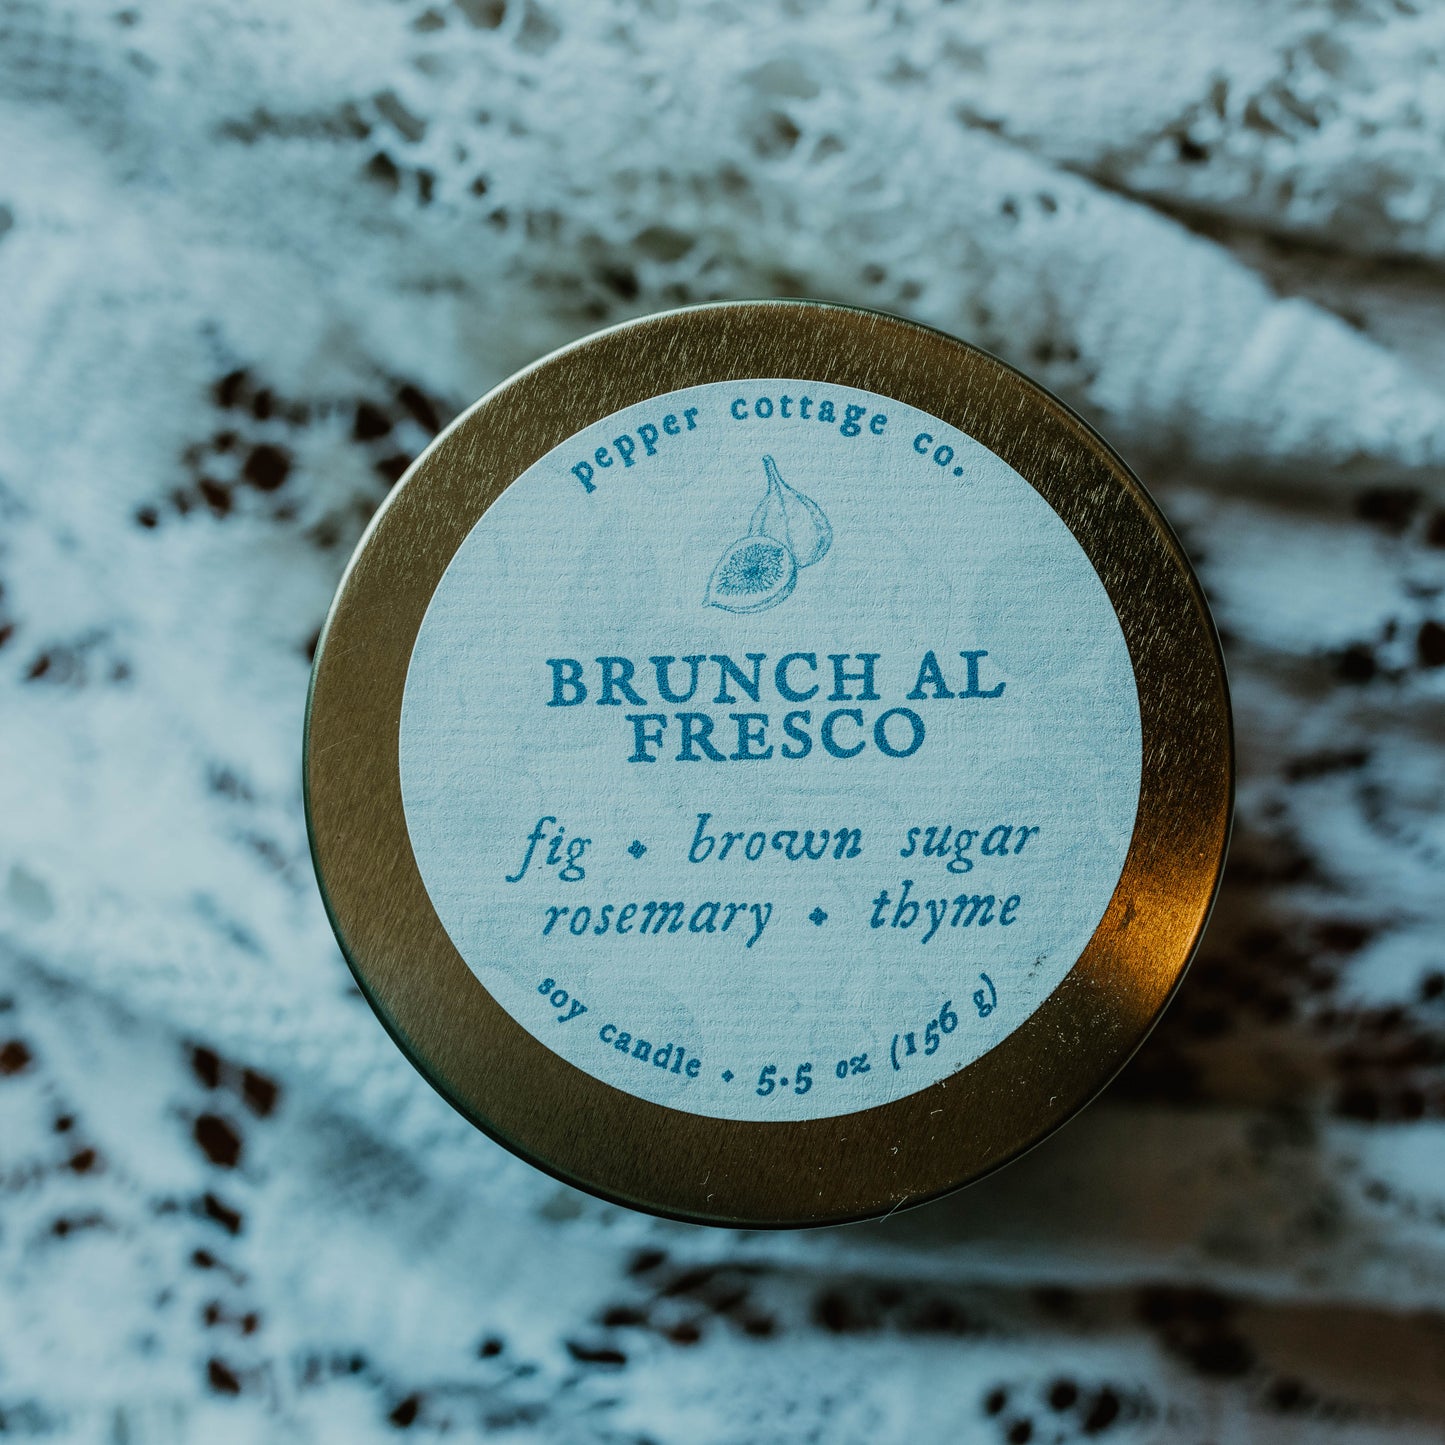 pepper cottage co.
BRUNCH AL
FRESCO
fig • brown sugar
rosemary • thyme
soy candle • 5.5 oz (156 g)